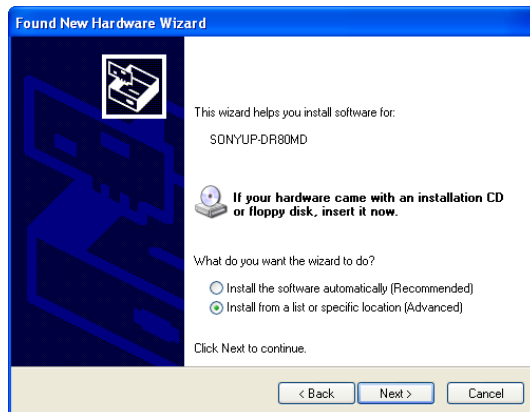 Found New Hardware Wizard
This wizard helps you install software for:
SONYUP-DR80MD
If your hardware came with an installation CD
or floppy disk, insert it now.
What do you want the wizard to do?
Install the software automatically (Recommended)
Install from a list or specific location (Advanced)
Click Next to continue.
< Back
Next >
Cancel